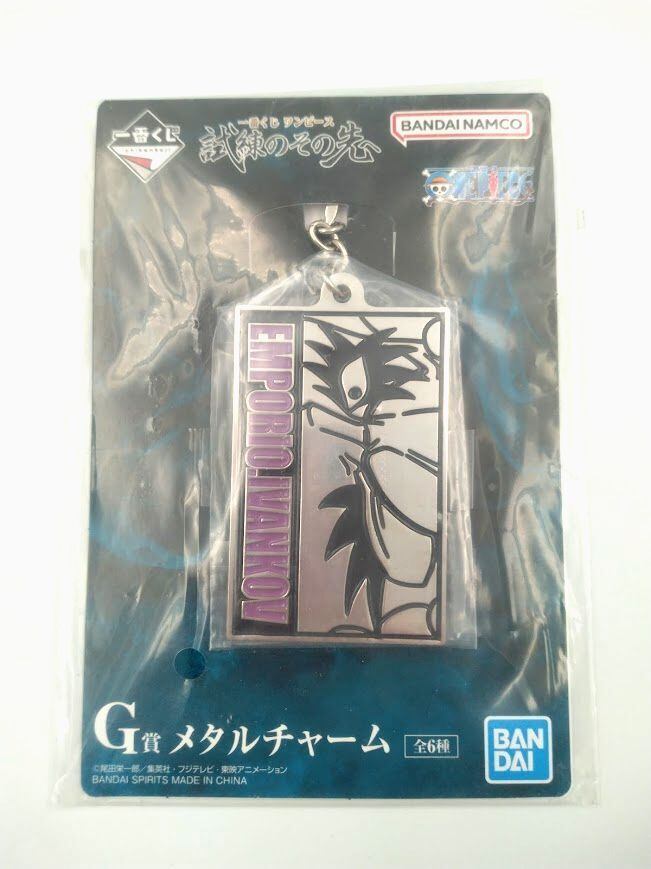 一番くじ
一番くじ ワンピース
試練のその先
BANDAI NAMCO
ONE PIECE
EMPORIO.IVANKOV
G賞 メタルチャーム 全6種
©尾田栄一郎/集英社・フジテレビ・東映アニメーション
BANDAI SPIRITS MADE IN CHINA
BAN
DAI